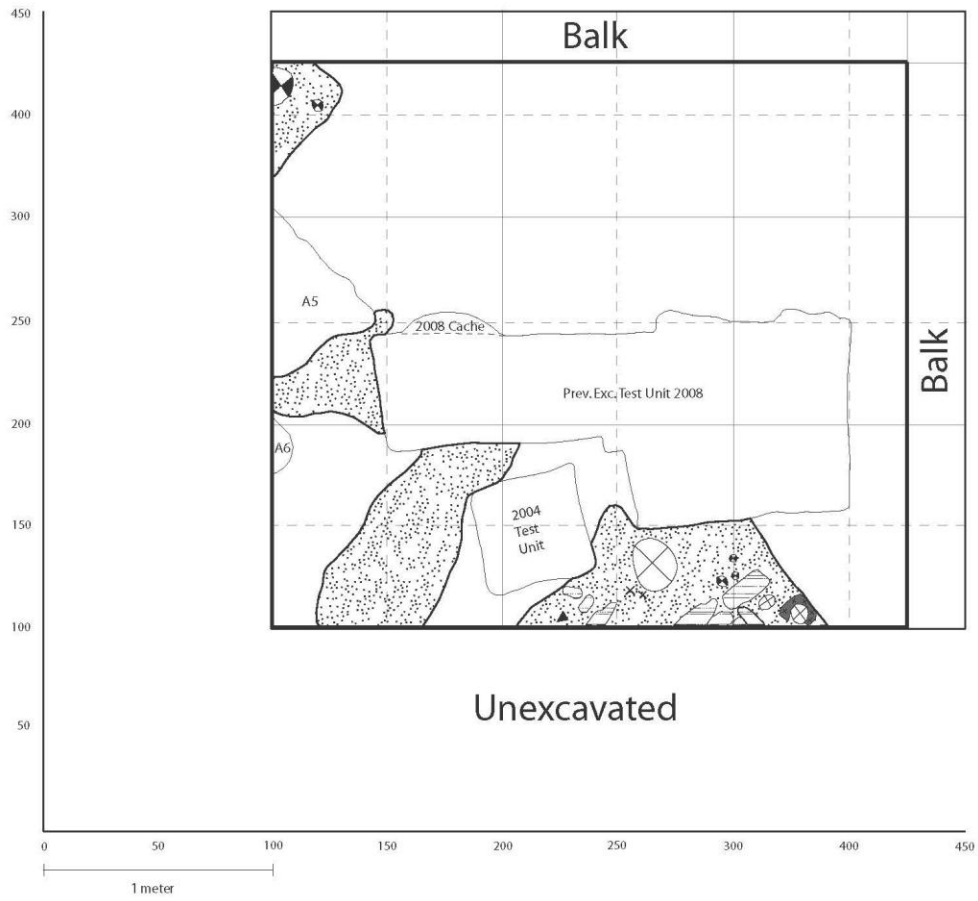 450
Balk
400
300
A5
250
2008 Cache
Balk
Prev. Exc. Test Unit 2008
200
A6
2004
Test
Unit
150
100
Unexcavated
50
0 50 100 150 200 250 300 350 400 450
1 meter